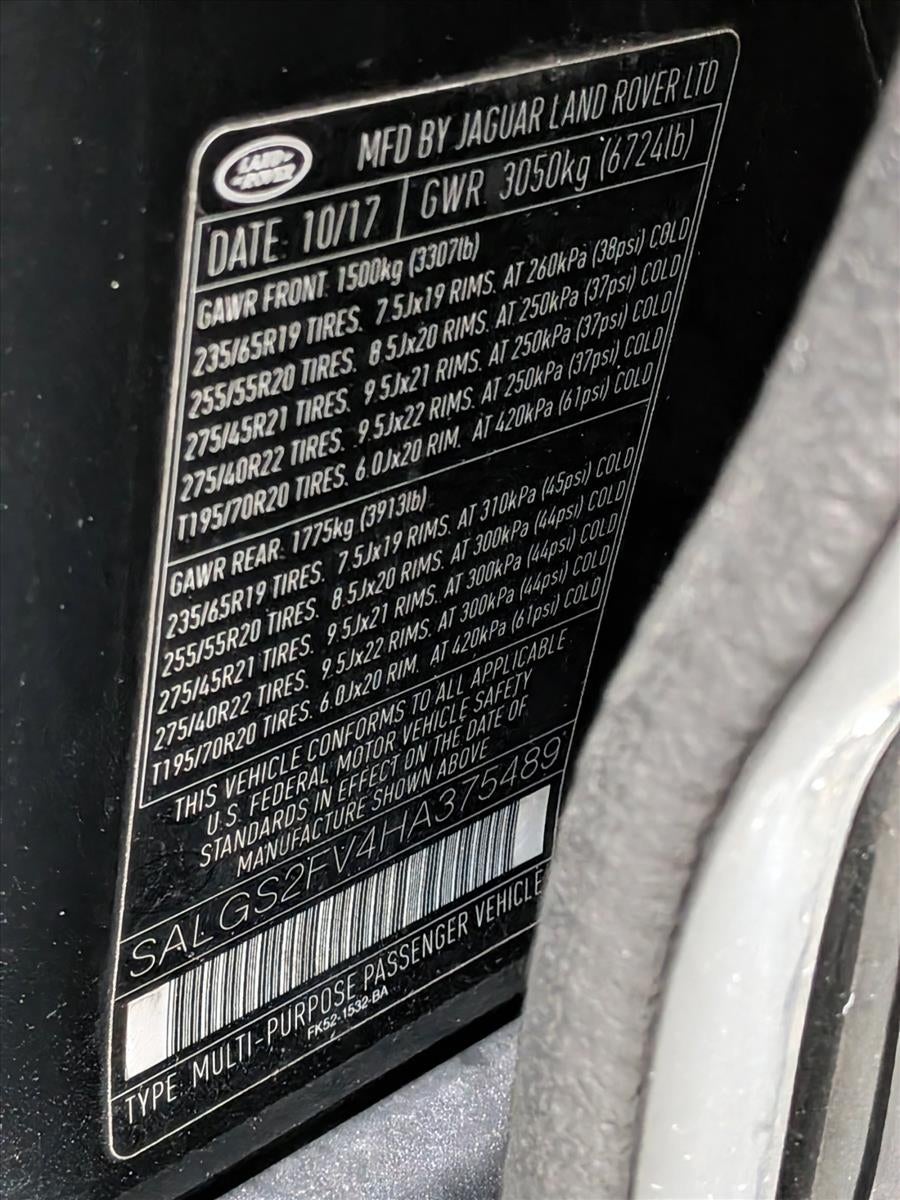 LAND ROVER
MFD BY JAGUAR LAND ROVER LTD
DATE: 10/17 GWR 3050kg (6724lb)
GAWR FRONT. 1500kg (3307lb)
235/65R19 TIRES. 7.5Jx19 RIMS. AT 260kPa (38psi) COLD
255/55R20 TIRES. 8.5Jx20 RIMS. AT 250kPa (37psi) COLD
275/45R21 TIRES. 9.5Jx21 RIMS. AT 250kPa (37psi) COLD
275/40R22 TIRES. 9.5Jx22 RIMS. AT 250kPa (37psi) COLD
T195/70R20 TIRES. 6.0Jx20 RIM. AT 420kPa (61psi) COLD
GAWR REAR. 1775kg (3913lb)
235/65R19 TIRES. 7.5Jx19 RIMS. AT 310kPa (45psi) COLD
255/55R20 TIRES. 8.5Jx20 RIMS. AT 300kPa (44psi) COLD
275/45R21 TIRES. 9.5Jx21 RIMS. AT 300kPa (44psi) COLD
275/40R22 TIRES. 9.5Jx22 RIMS. AT 300kPa (44psi) COLD
T195/70R20 TIRES. 6.0Jx20 RIM. AT 420kPa (61psi) COLD
THIS VEHICLE CONFORMS TO ALL APPLICABLE
U.S. FEDERAL MOTOR VEHICLE SAFETY
STANDARDS IN EFFECT ON THE DATE OF
MANUFACTURE SHOWN ABOVE
SALGS2FV4HA375489
TYPE MULTI-PURPOSE PASSENGER VEHICLE
FK52-1532-BA